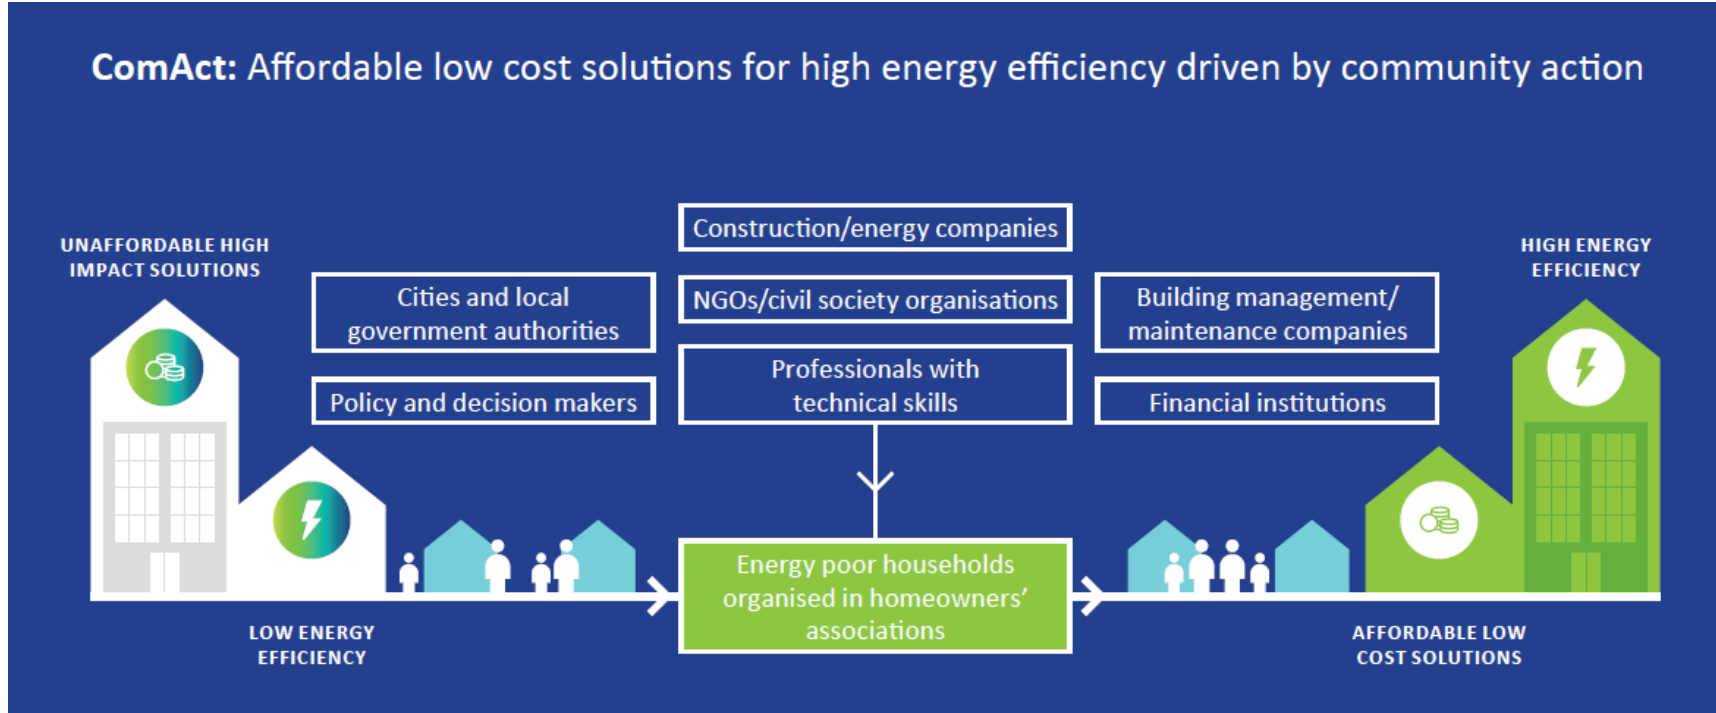 ComAct: Affordable low cost solutions for high energy efficiency driven by community action
UNAFFORDABLE HIGH
IMPACT SOLUTIONS
LOW ENERGY
EFFICIENCY
Cities and local
government authorities
Policy and decision makers
Construction/energy companies
NGOs/civil society organisations
Professionals with
technical skills
Building management/
maintenance companies
Financial institutions
Energy poor households
organised in homeowners’
associations
HIGH ENERGY
EFFICIENCY
AFFORDABLE LOW
COST SOLUTIONS